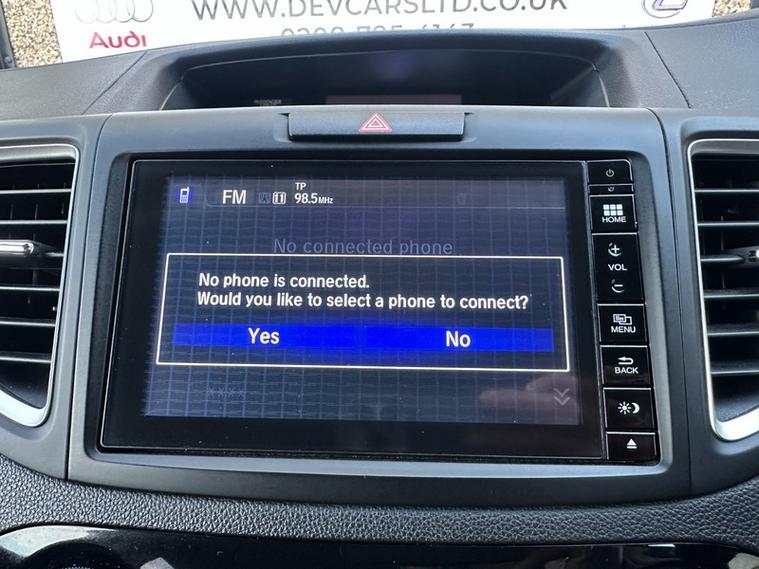 WWW.DEVCARSLTD.CO.UK
Audi
FM
TP
98.5MHz
No connected phone
No phone is connected.
Would you like to select a phone to connect?
Yes
No
HOME
VOL
MENU
BACK